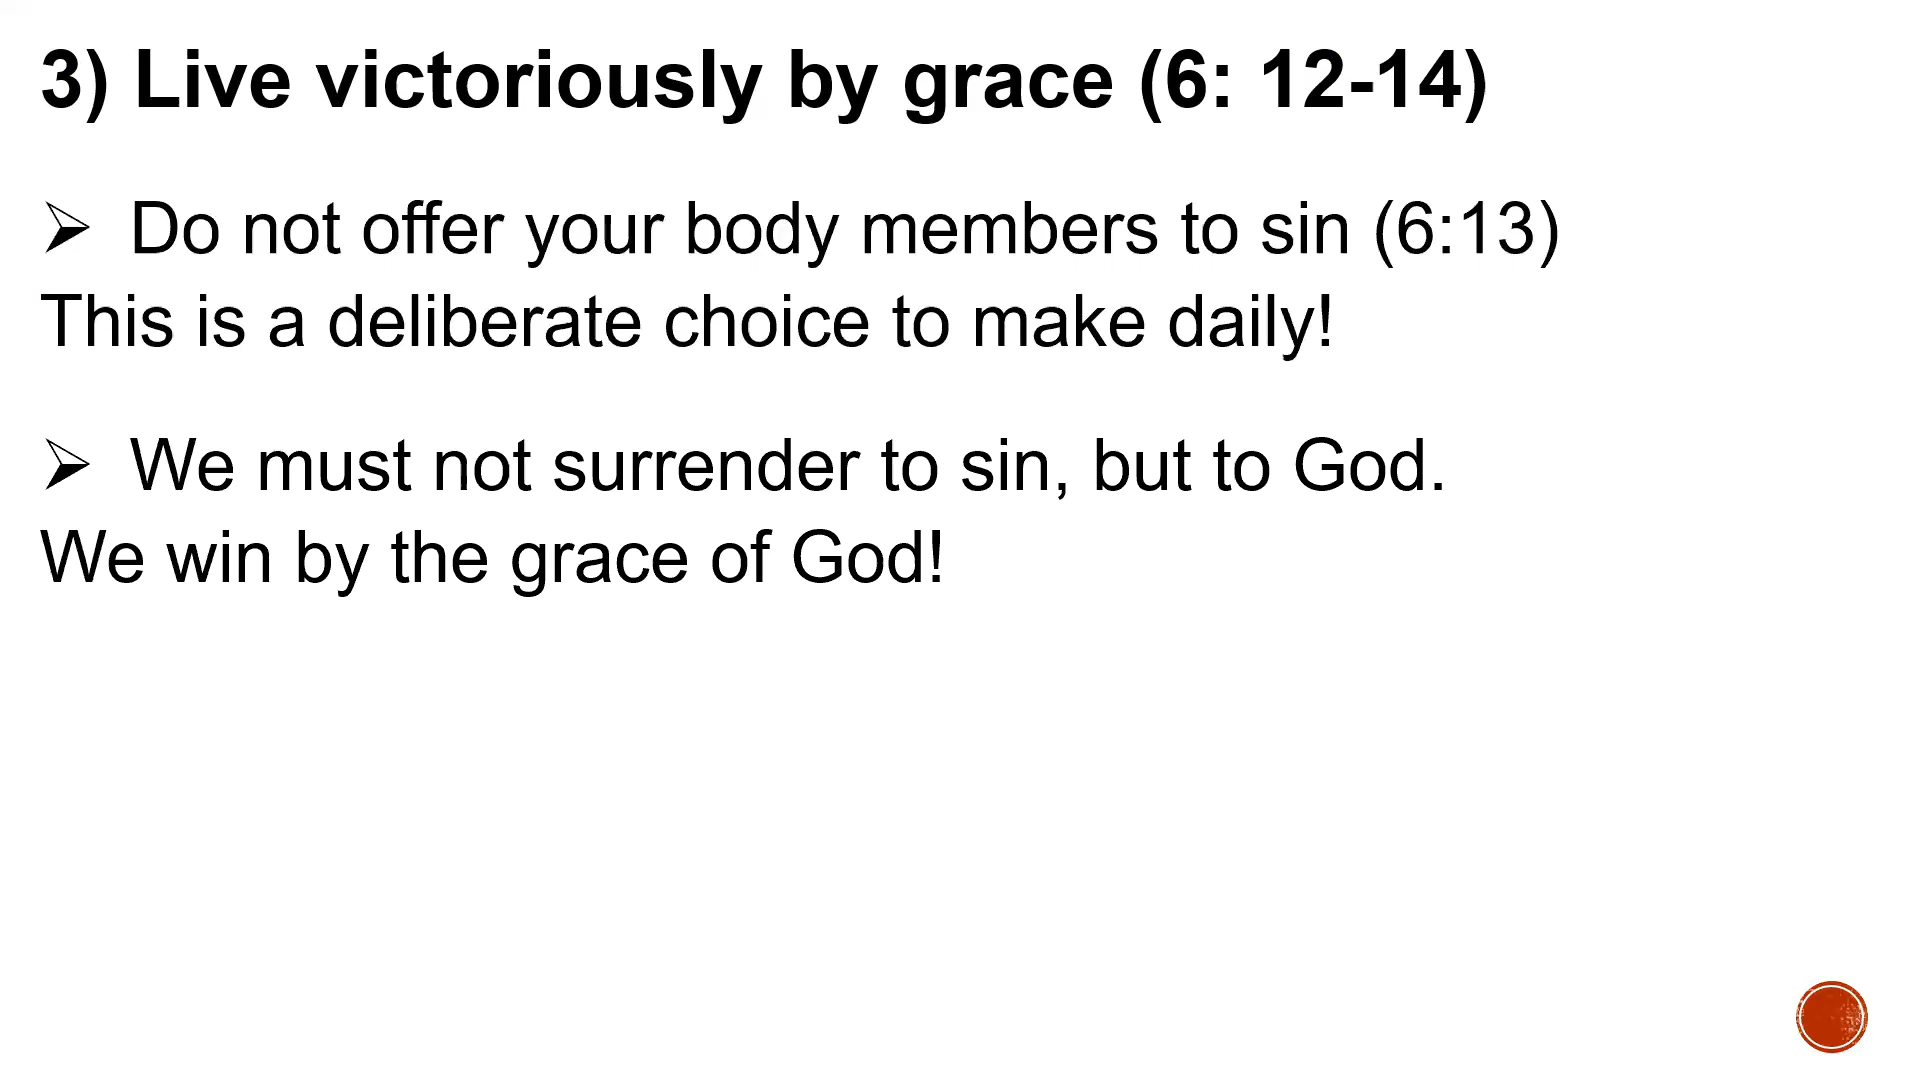 3) Live victoriously by grace (6: 12-14)
➢ Do not offer your body members to sin (6:13)
This is a deliberate choice to make daily!
➢ We must not surrender to sin, but to God.
We win by the grace of God!